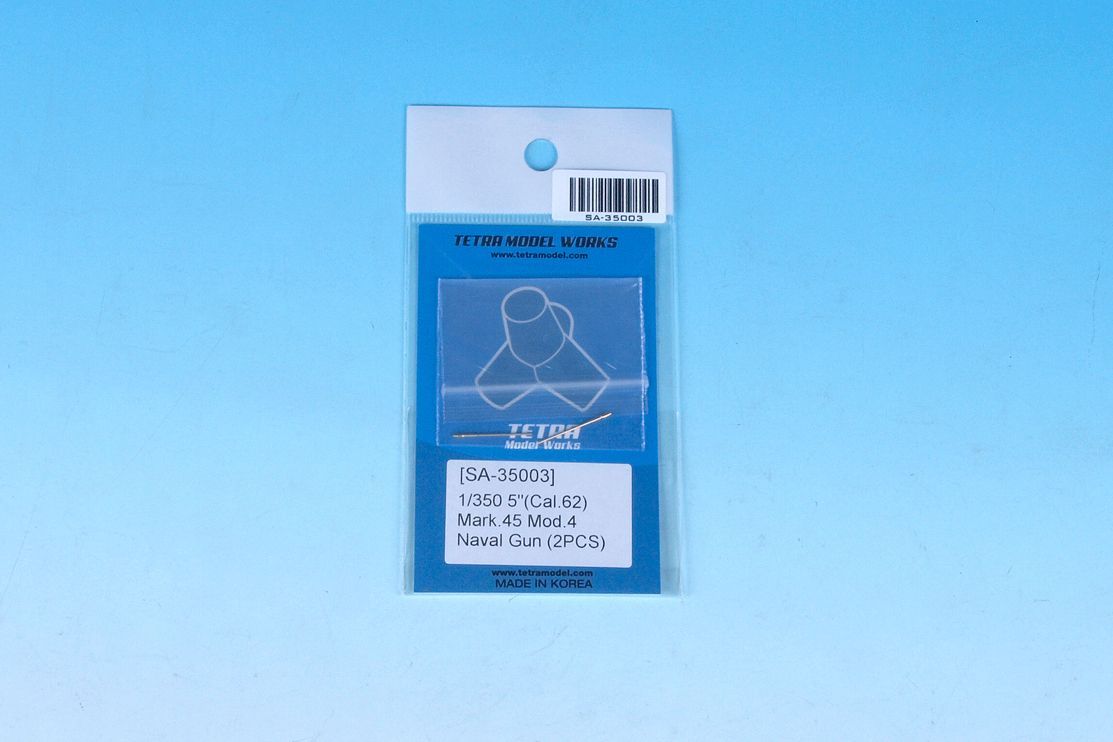 SA-35003
TETRA MODEL WORKS
www.tetramodel.com
TETRA
Model Works
[SA-35003]
1/350 5"(Cal.62)
Mark.45 Mod.4
Naval Gun (2PCS)
www.tetramodel.com
MADE IN KOREA